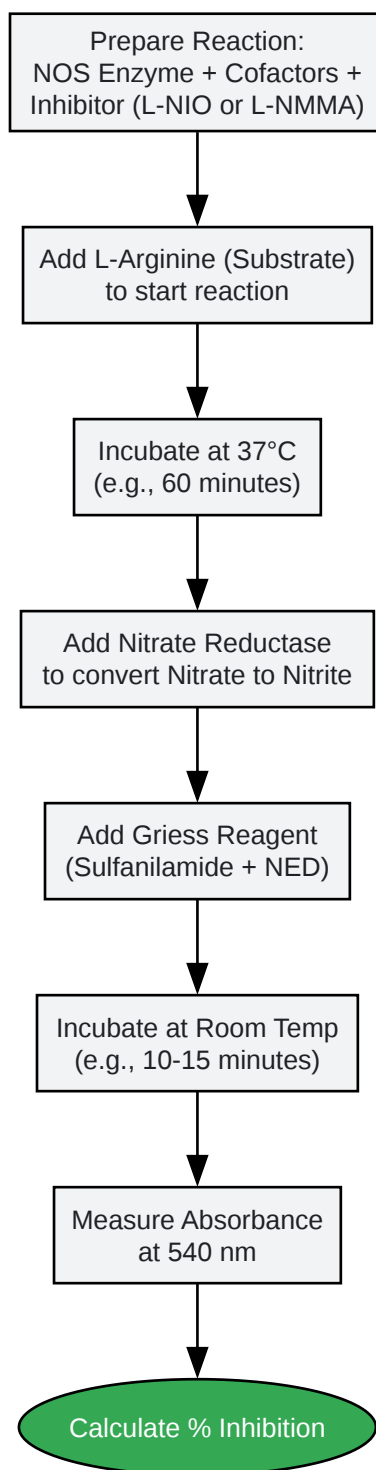 Prepare Reaction:
NOS Enzyme + Cofactors +
Inhibitor (L-NIO or L-NMMA)
Add L-Arginine (Substrate)
to start reaction
Incubate at 37°C
(e.g., 60 minutes)
Add Nitrate Reductase
to convert Nitrate to Nitrite
Add Griess Reagent
(Sulfanilamide + NED)
Incubate at Room Temp
(e.g., 10-15 minutes)
Measure Absorbance
at 540 nm
Calculate % Inhibition